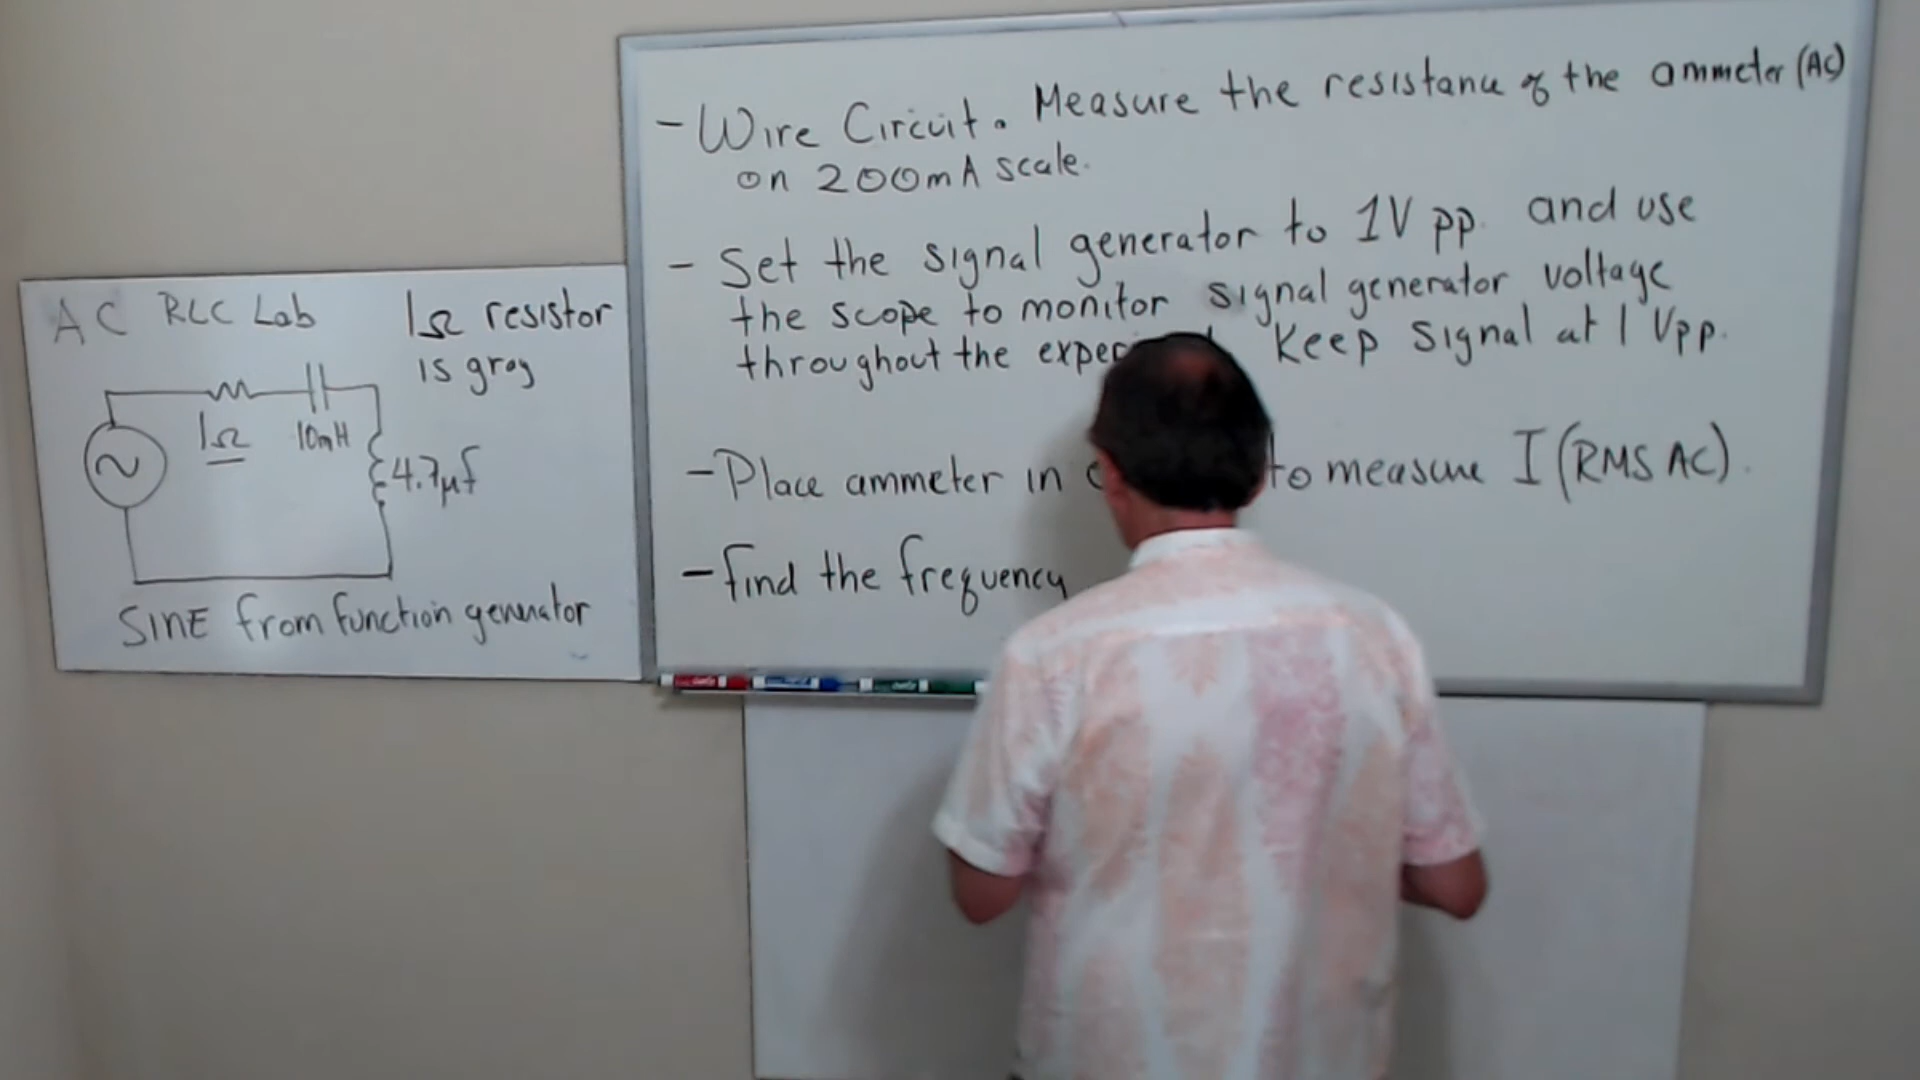 AC RLC Lab
1Ω resistor
is gray
1Ω
10mH
4.7μf
SINE from function generator
- Wire Circuit. Measure the resistance of the ammeter (AC)
on 200mA scale.
- Set the signal generator to 1V pp. and use
the scope to monitor signal generator voltage
throughout the Keep signal at 1 Vpp.
- Place ammeter in to measure I (RMS AC).
- find the frequency